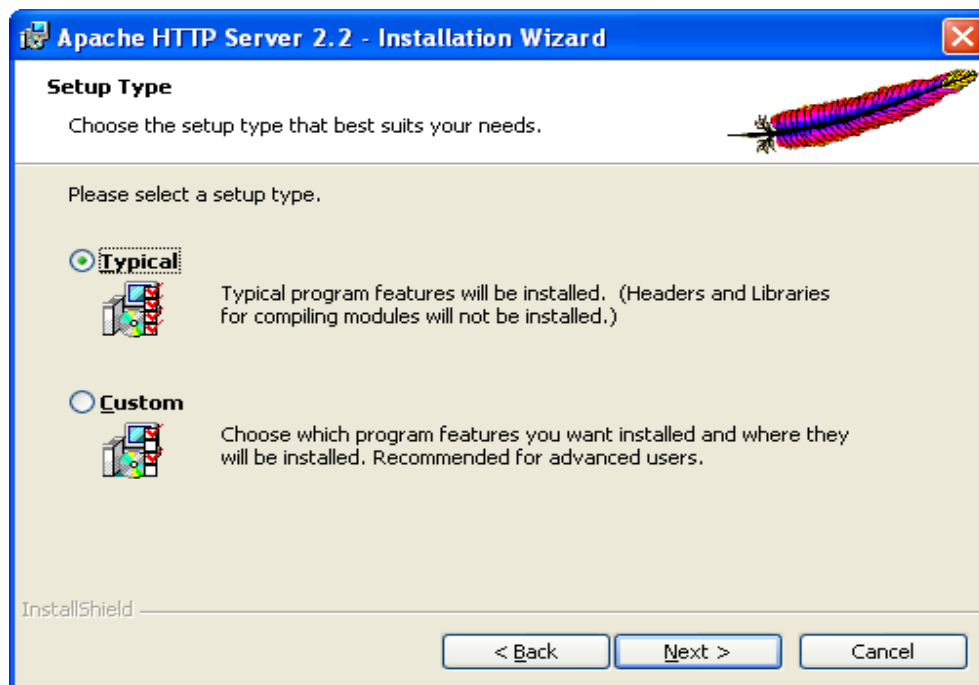 Apache HTTP Server 2.2 - Installation Wizard
Setup Type
Choose the setup type that best suits your needs.
Please select a setup type.
Typical
Typical program features will be installed.  (Headers and Libraries
for compiling modules will not be installed.)
Custom
Choose which program features you want installed and where they
will be installed. Recommended for advanced users.
InstallShield
< Back
Next >
Cancel